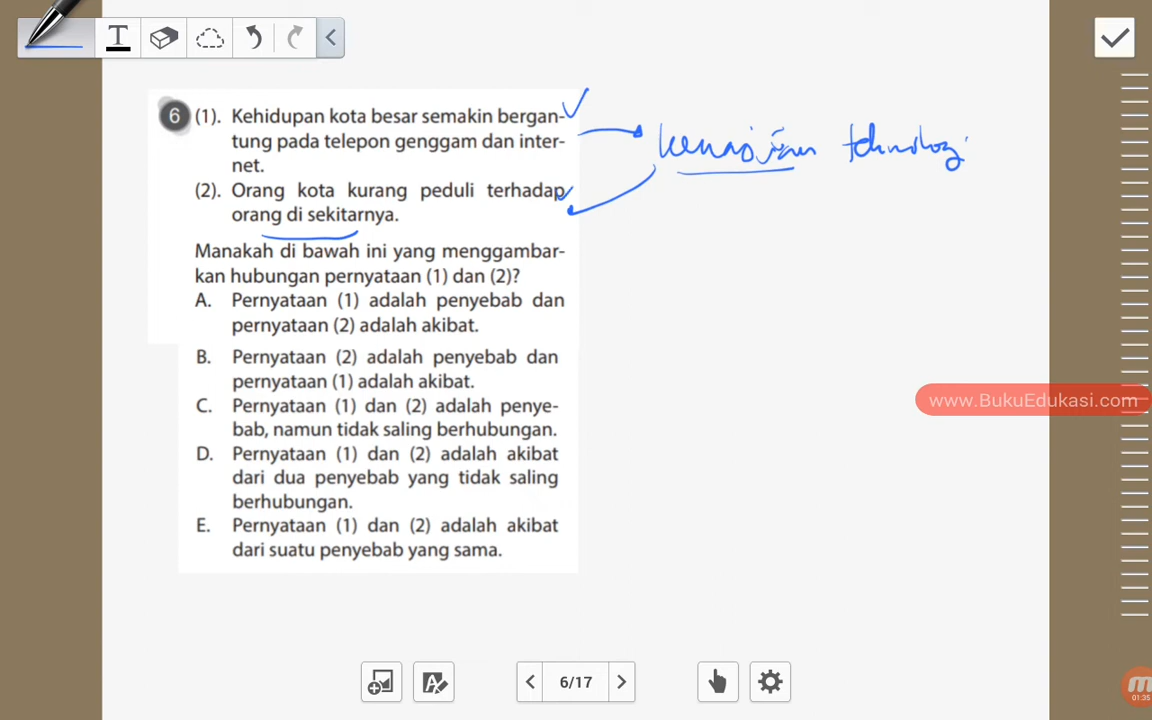 T
6 (1). Kehidupan kota besar semakin bergan-
tung pada telepon genggam dan inter-
net.
kemajuan teknologi
(2). Orang kota kurang peduli terhadap
orang di sekitarnya.
Manakah di bawah ini yang menggambar-
kan hubungan pernyataan (1) dan (2)?
A. Pernyataan (1) adalah penyebab dan
pernyataan (2) adalah akibat.
B. Pernyataan (2) adalah penyebab dan
pernyataan (1) adalah akibat.
C. Pernyataan (1) dan (2) adalah penye-
bab, namun tidak saling berhubungan.
D. Pernyataan (1) dan (2) adalah akibat
dari dua penyebab yang tidak saling
berhubungan.
E. Pernyataan (1) dan (2) adalah akibat
dari suatu penyebab yang sama.
www.BukuEdukasi.com
6/17
01:35